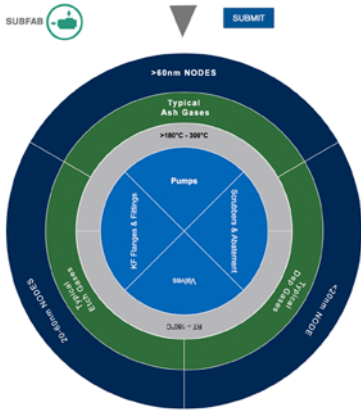 SUBFAB
SUBMIT
>60nm NODES
Typical
Ash Gases
>180°C - 300°C
Pumps
KF Flanges & Fittings
Scrubbers & Abatement
Valves
RT – 180°C
Typical
Etch Gases
Typical
Dep Gases
20-60nm NODES
<20nm NODE